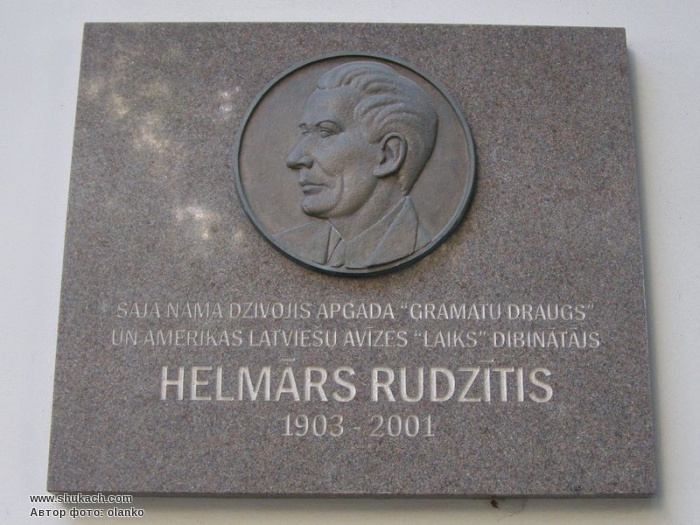 ŠAJĀ NAMĀ DZĪVOJIS APGĀDA "GRĀMATU DRAUGS"
UN AMERIKAS LATVIEŠU AVĪZES "LAIKS" DIBINĀTĀJS
HELMĀRS RUDZĪTIS
1903 - 2001
www.shukach.com
Автор фото: olanko